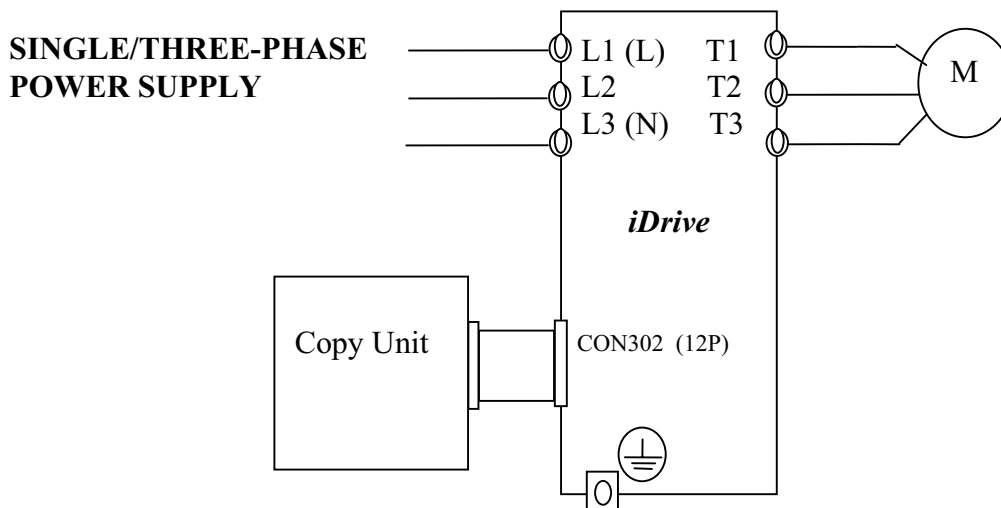 SINGLE/THREE-PHASE
POWER SUPPLY
L1 (L) T1
L2 T2
L3 (N) T3
M
iDrive
Copy Unit
CON302 (12P)